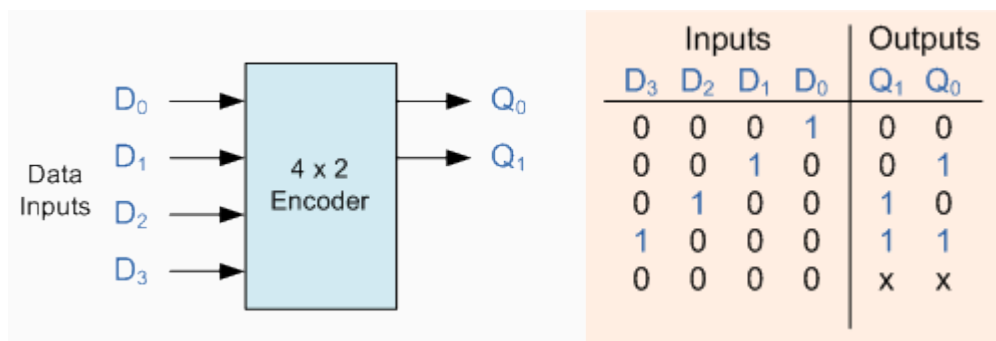 Data
Inputs
D₀
D₁
D₂
D₃
4 x 2
Encoder
Q₀
Q₁
Inputs Outputs
D₃ D₂ D₁ D₀ Q₁ Q₀
0 0 0 1 0 0
0 0 1 0 0 1
0 1 0 0 1 0
1 0 0 0 1 1
0 0 0 0 x x